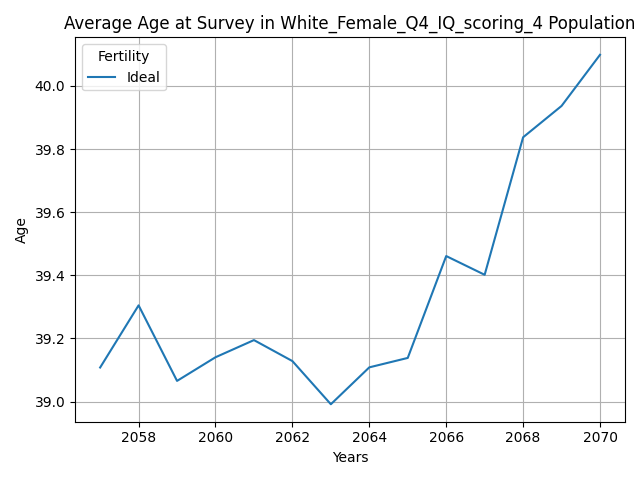 Average Age at Survey in White_Female_Q4_IQ_scoring_4 Population
Fertility
Ideal
Age
40.0
39.8
39.6
39.4
39.2
39.0
2058 2060 2062 2064 2066 2068 2070
Years